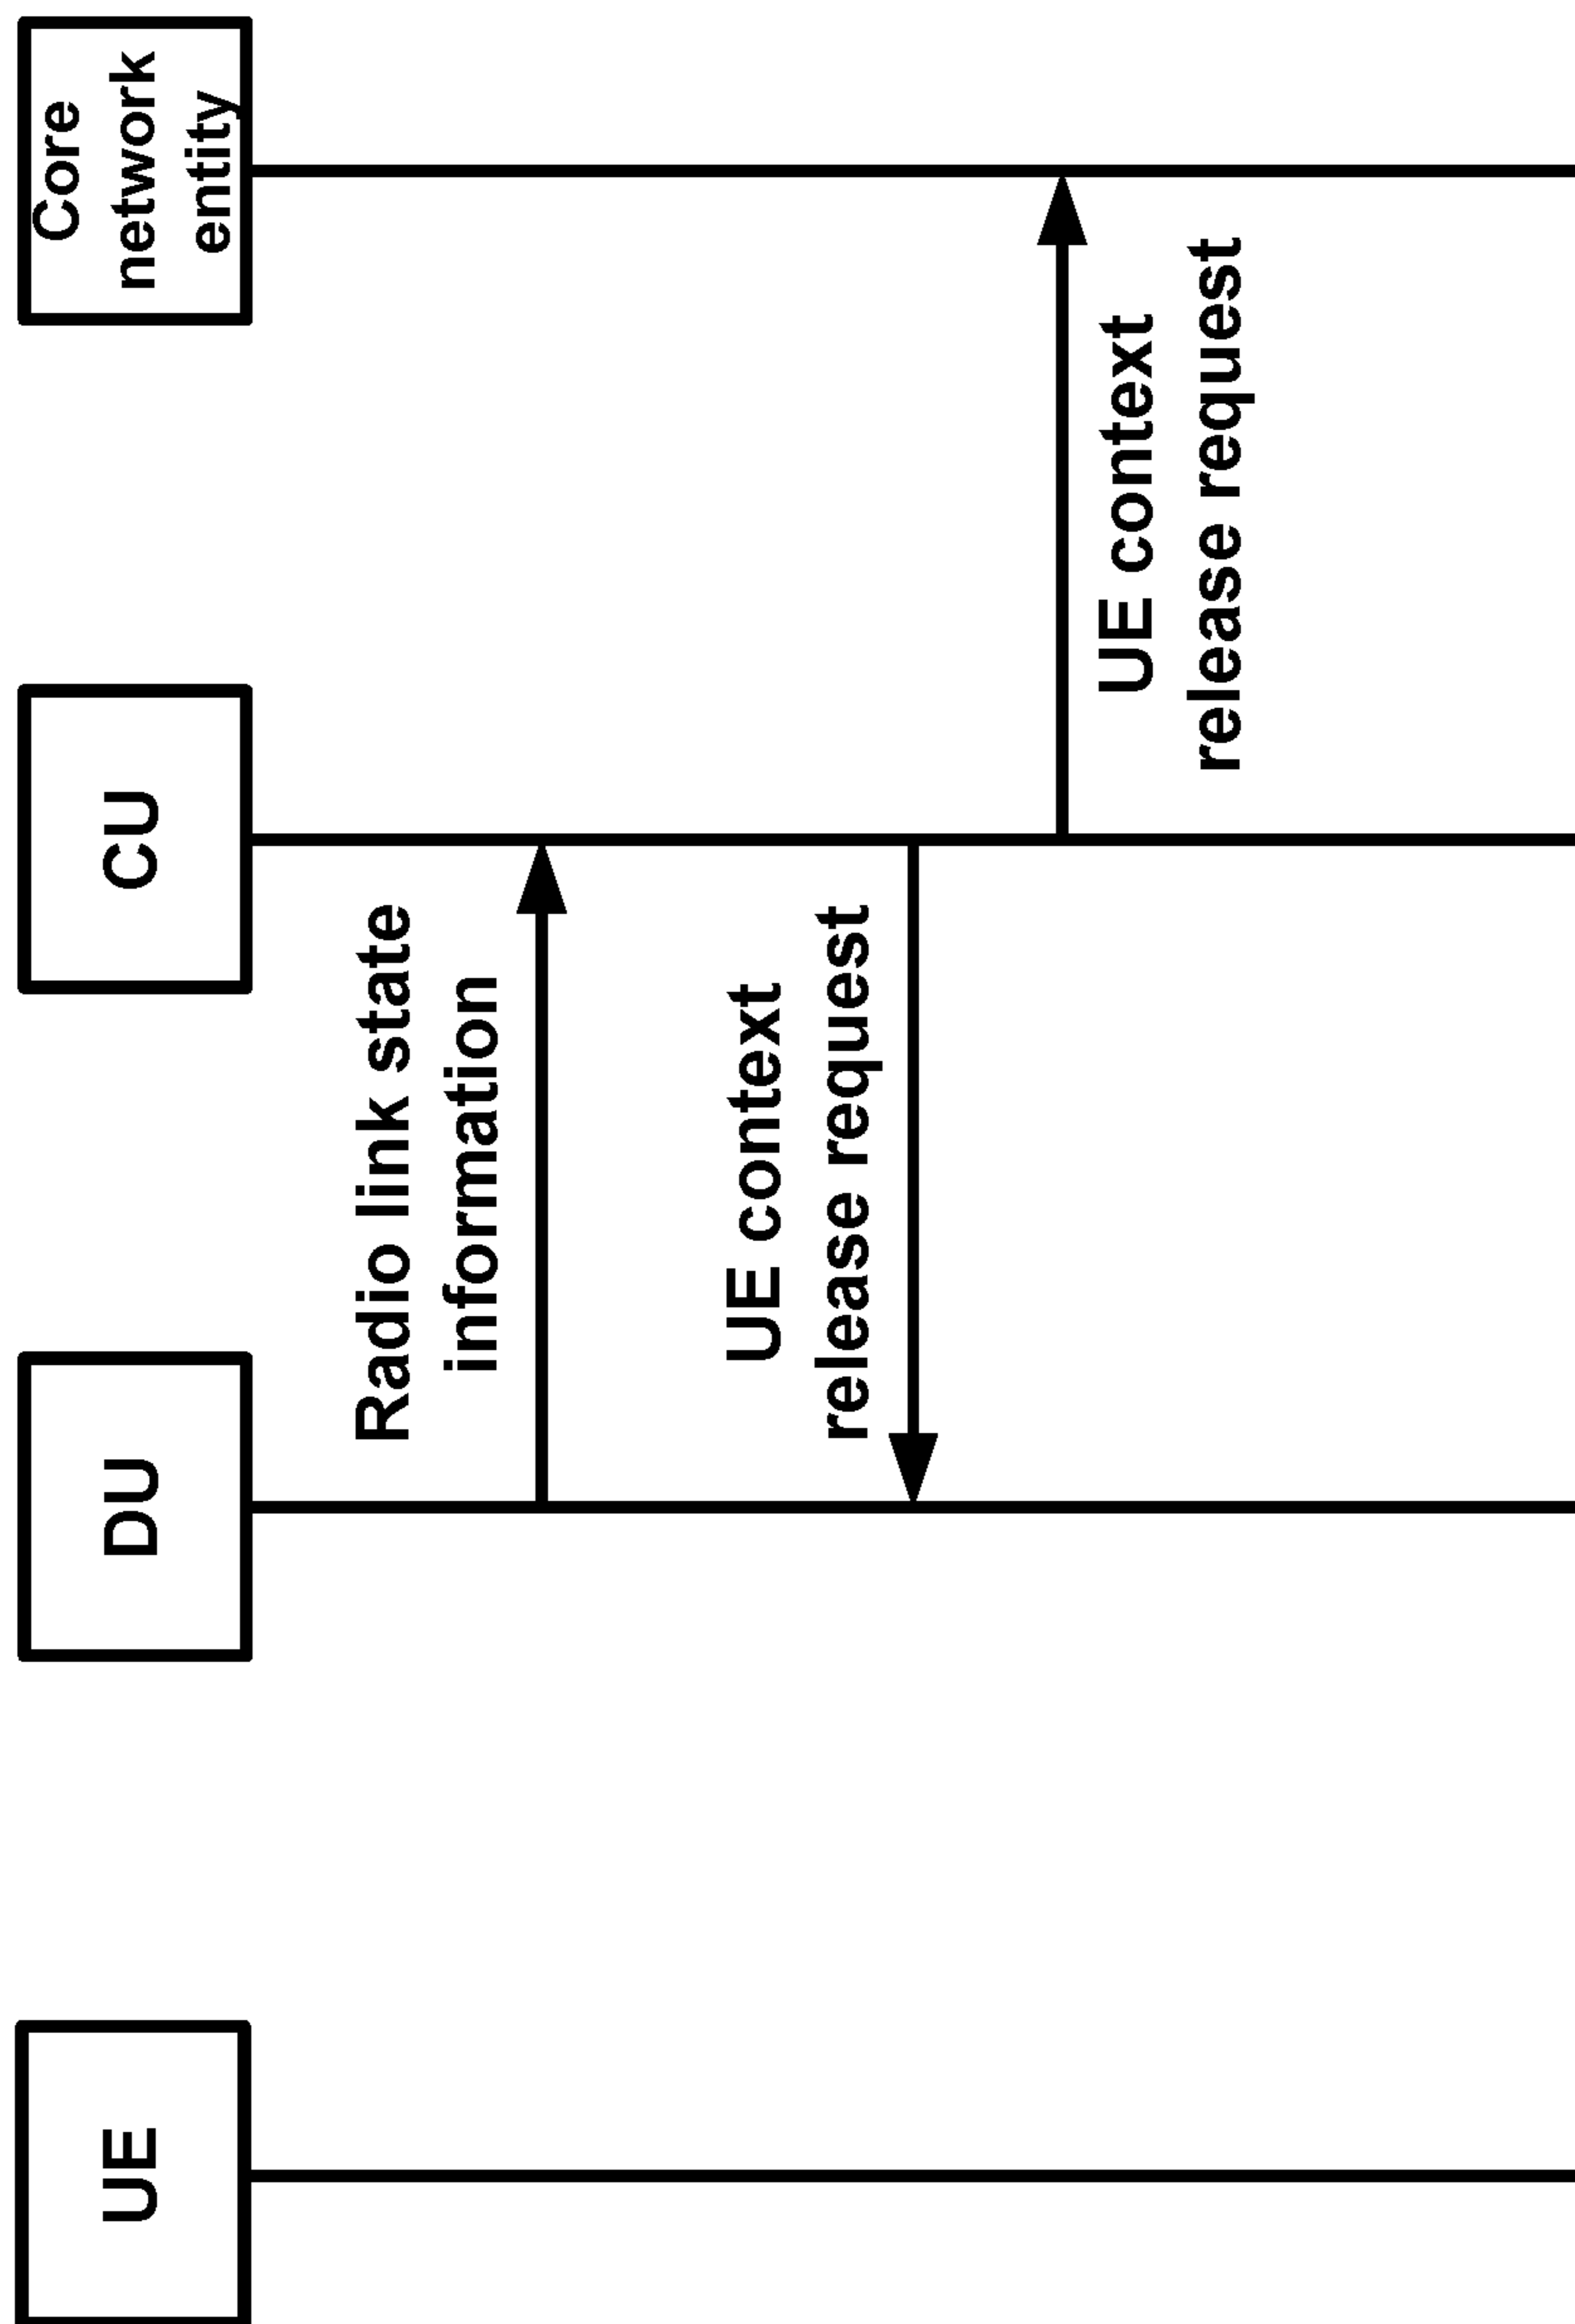 UE
DU
CU
Core
network
entity
Radio link state
information
UE context
release request
UE context
release request